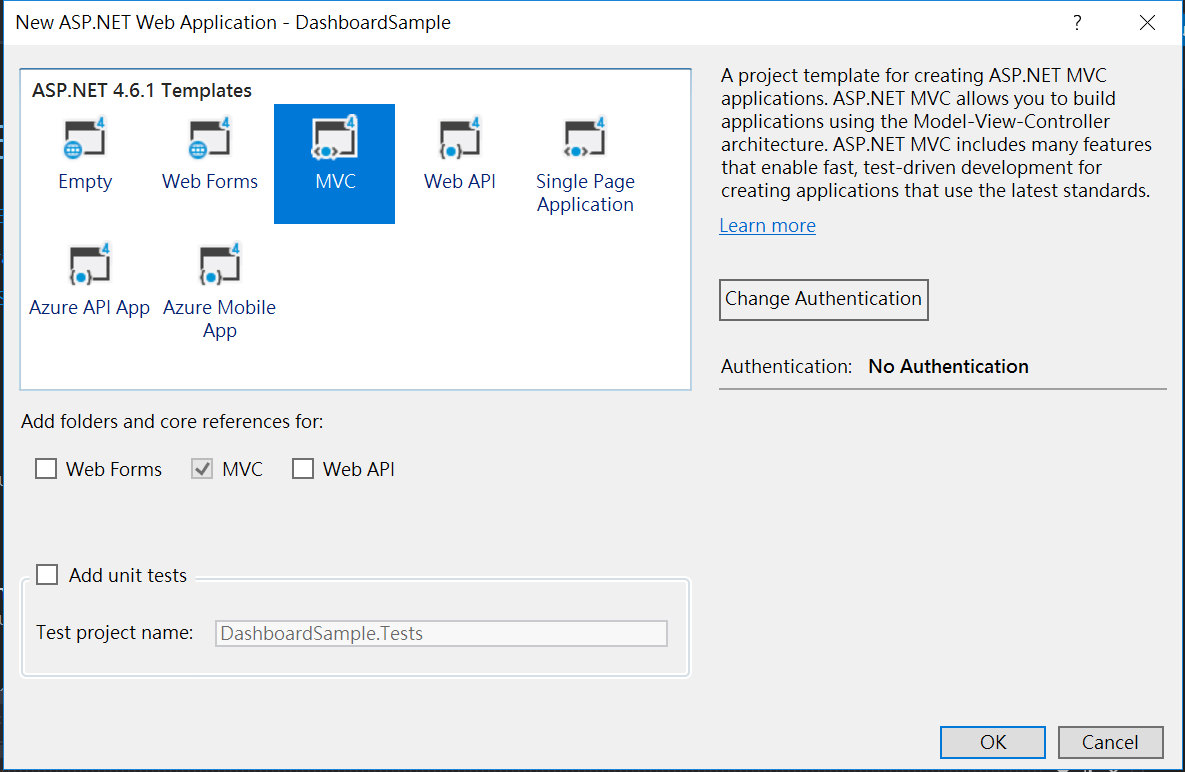 New ASP.NET Web Application - DashboardSample
?
ASP.NET 4.6.1 Templates
4 4 4 4 4
Empty Web Forms MVC Web API Single Page
Application
4 4
Azure API App Azure Mobile
App
A project template for creating ASP.NET MVC
applications. ASP.NET MVC allows you to build
applications using the Model-View-Controller
architecture. ASP.NET MVC includes many features
that enable fast, test-driven development for
creating applications that use the latest standards.
Learn more
Change Authentication
Authentication: No Authentication
Add folders and core references for:
Web Forms MVC Web API
Add unit tests
Test project name: DashboardSample.Tests
OK Cancel